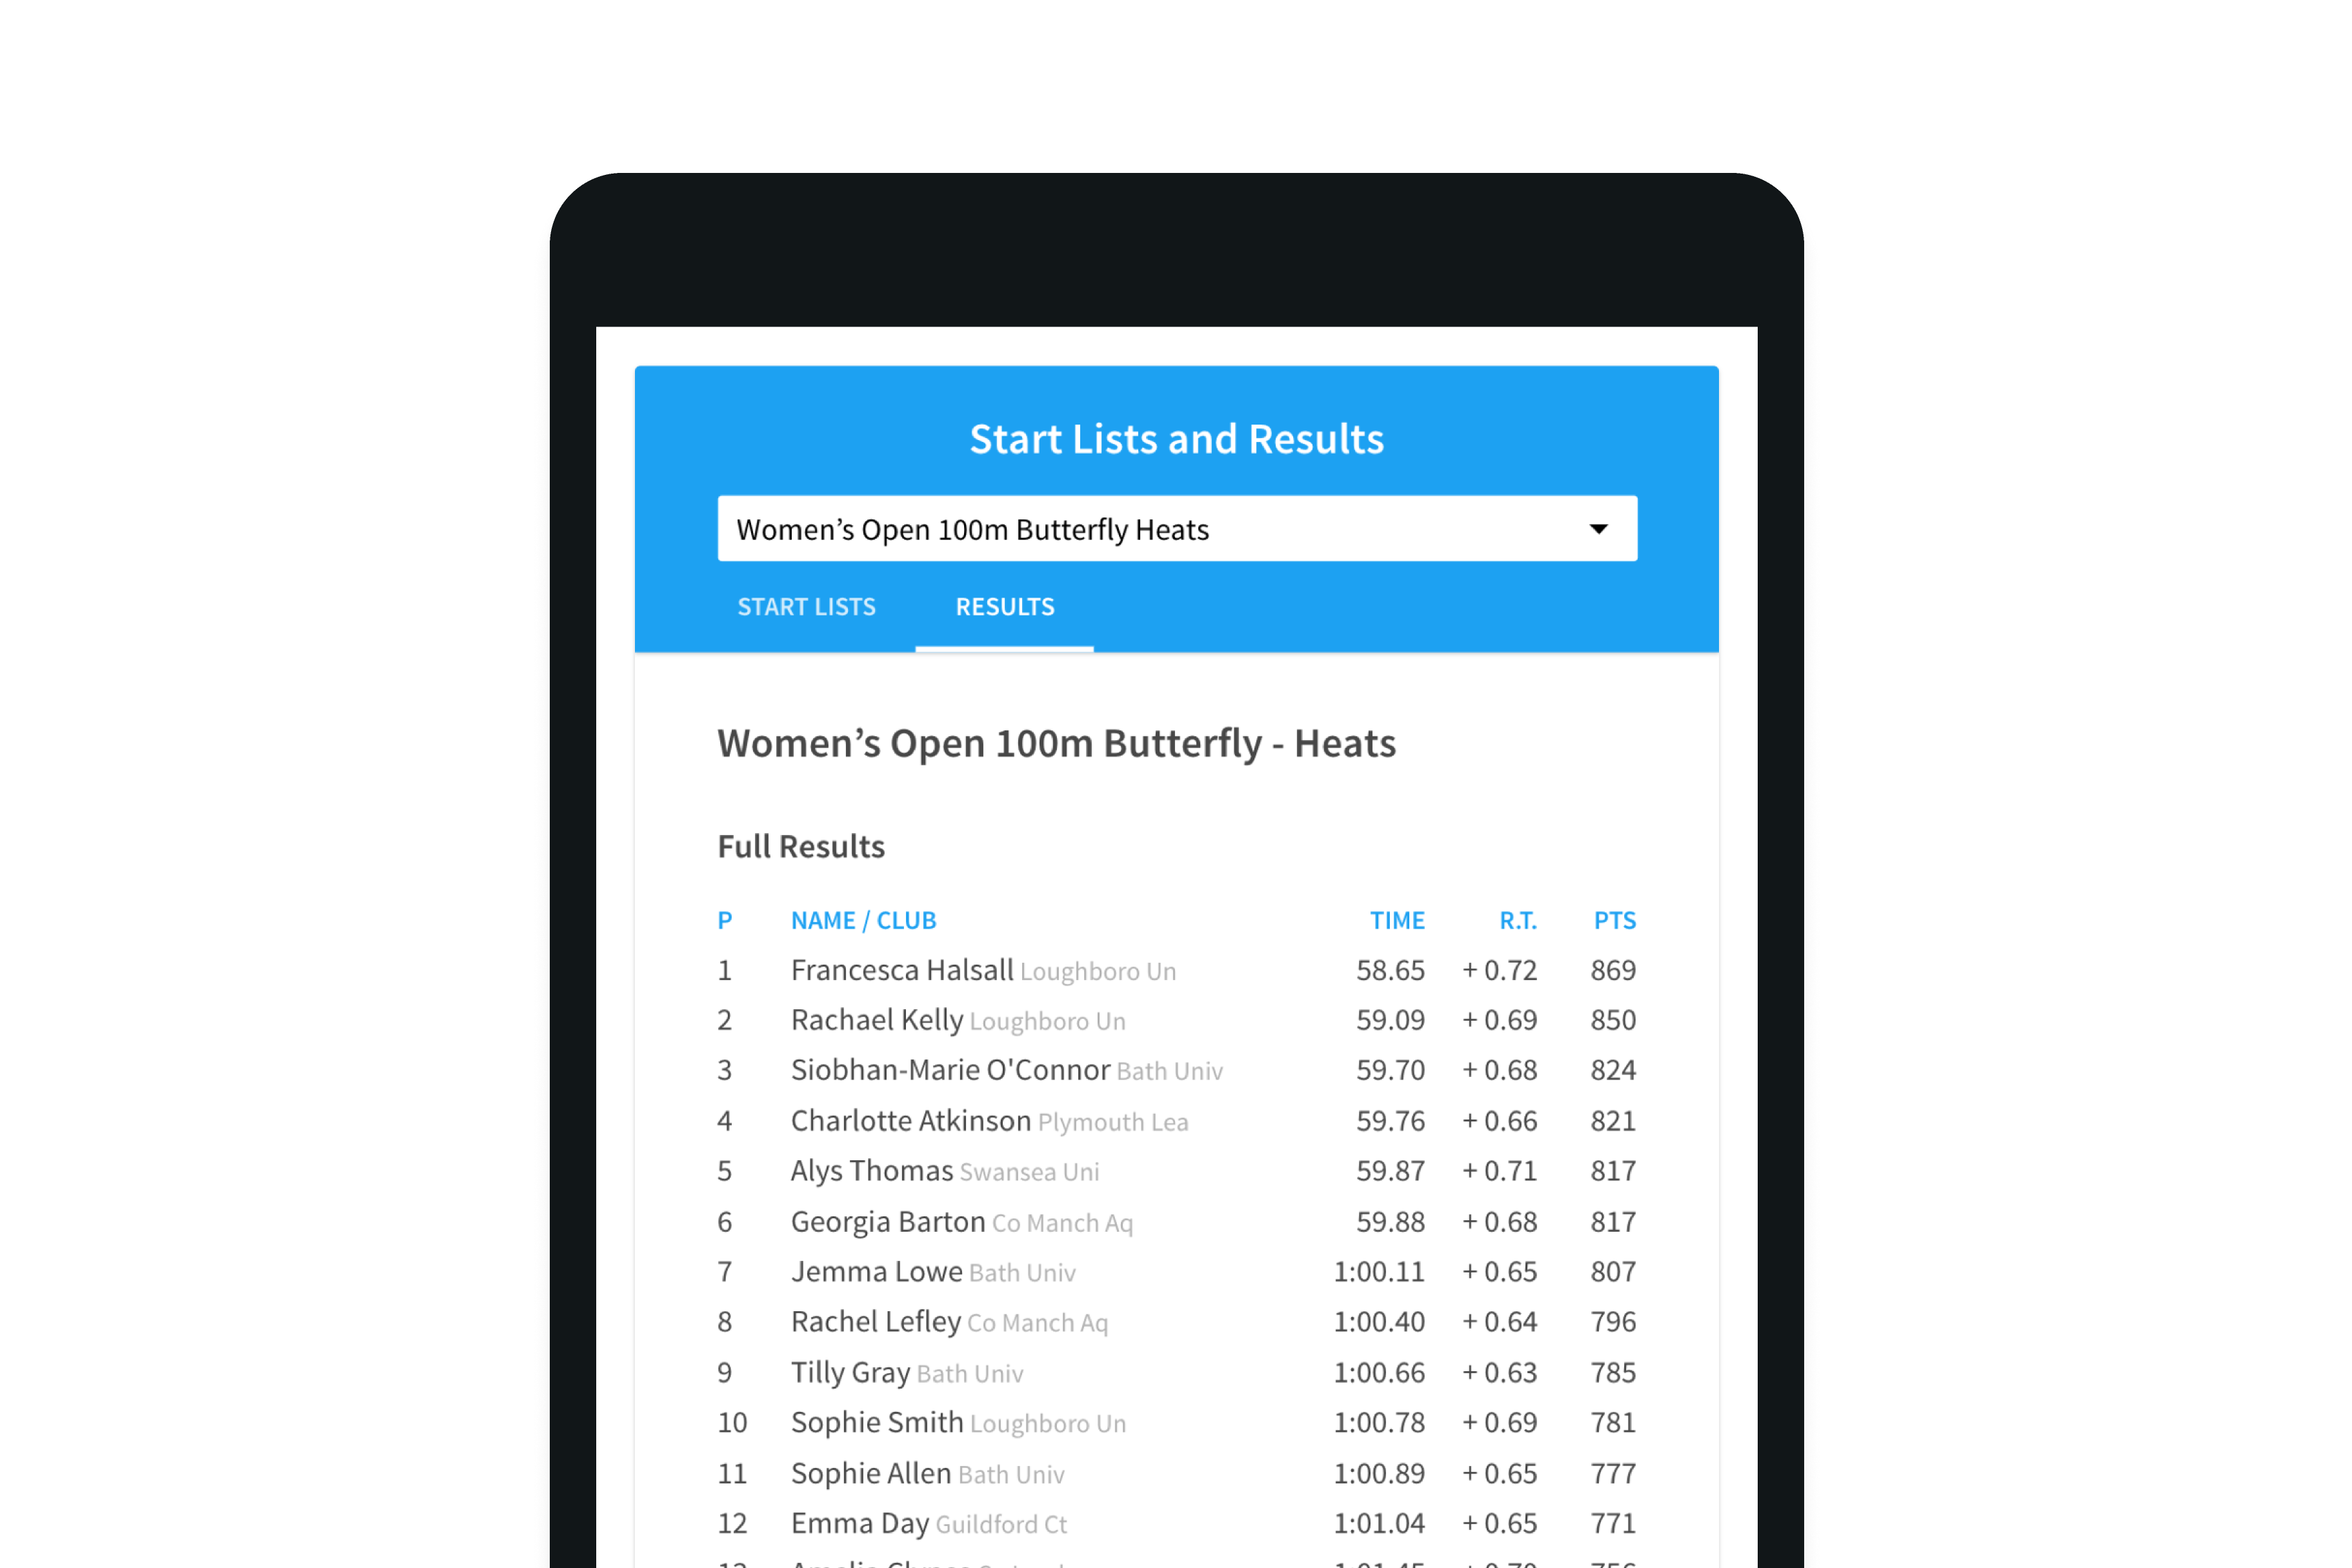 Start Lists and Results
Women’s Open 100m Butterfly Heats
START LISTS RESULTS
Women’s Open 100m Butterfly - Heats
Full Results
P NAME / CLUB TIME R.T. PTS
1 Francesca Halsall Loughboro Un 58.65 + 0.72 869
2 Rachael Kelly Loughboro Un 59.09 + 0.69 850
3 Siobhan-Marie O'Connor Bath Univ 59.70 + 0.68 824
4 Charlotte Atkinson Plymouth Lea 59.76 + 0.66 821
5 Alys Thomas Swansea Uni 59.87 + 0.71 817
6 Georgia Barton Co Manch Aq 59.88 + 0.68 817
7 Jemma Lowe Bath Univ 1:00.11 + 0.65 807
8 Rachel Lefley Co Manch Aq 1:00.40 + 0.64 796
9 Tilly Gray Bath Univ 1:00.66 + 0.63 785
10 Sophie Smith Loughboro Un 1:00.78 + 0.69 781
11 Sophie Allen Bath Univ 1:00.89 + 0.65 777
12 Emma Day Guildford Ct 1:01.04 + 0.65 771